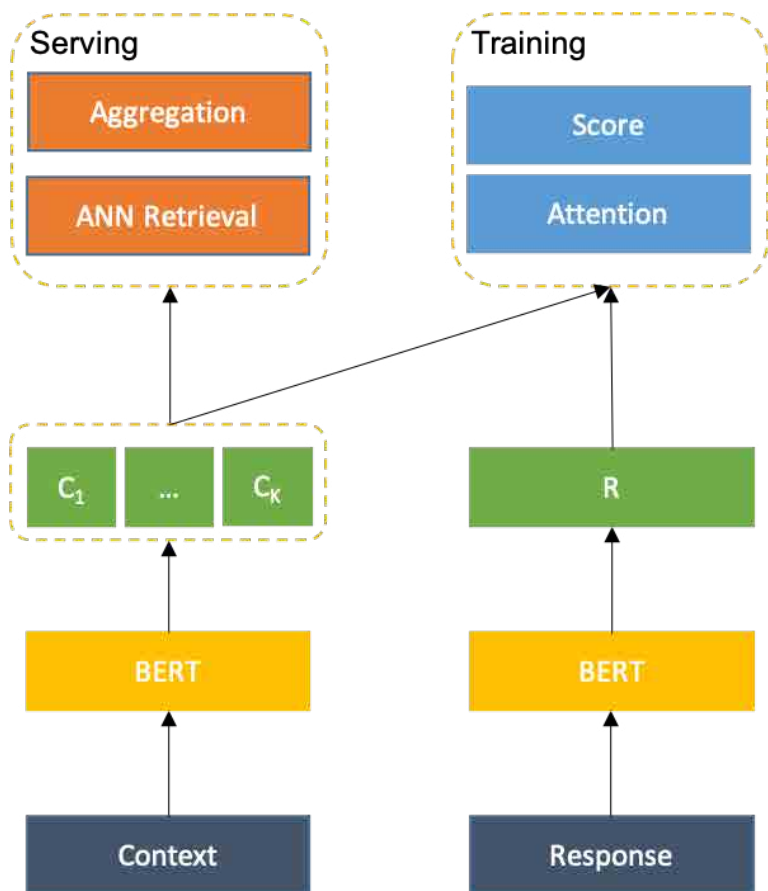 Serving
Aggregation
ANN Retrieval
Training
Score
Attention
C₁ ... Cₖ
R
BERT
BERT
Context
Response